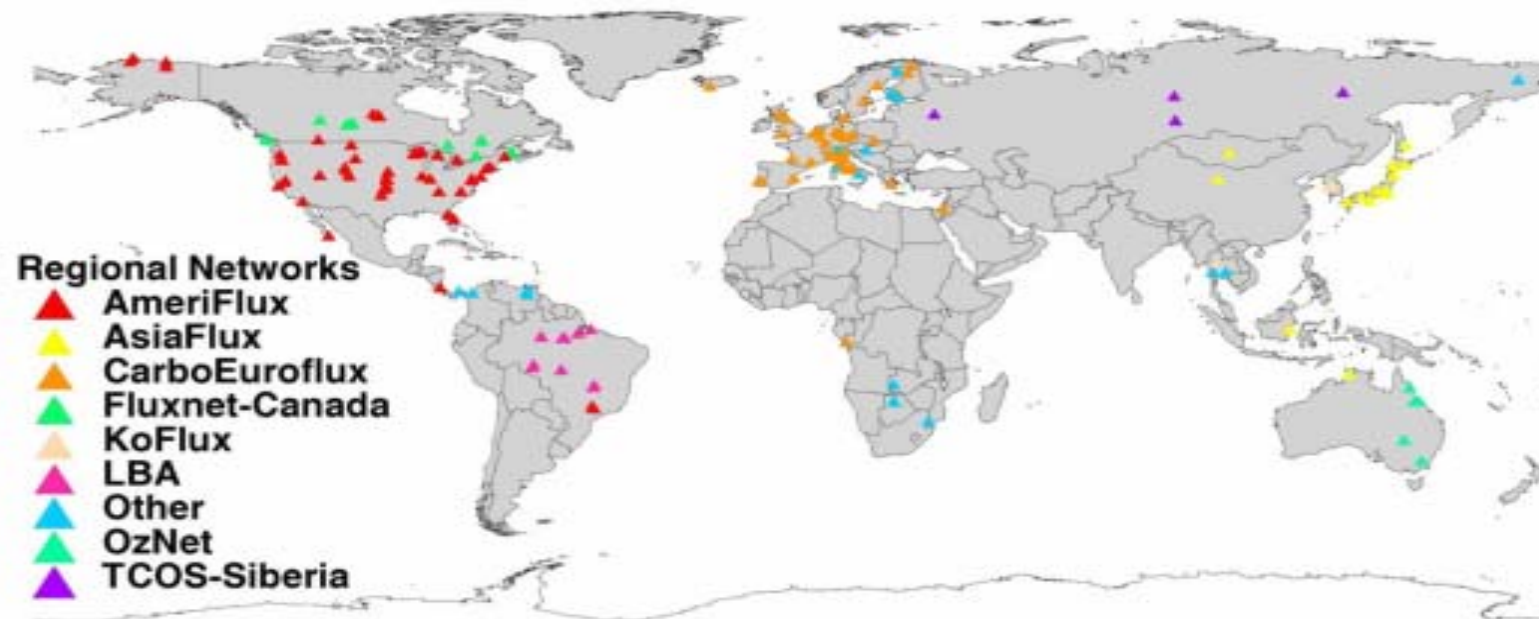 Regional Networks
AmeriFlux
AsiaFlux
CarboEuroflux
Fluxnet-Canada
KoFlux
LBA
Other
OzNet
TCOS-Siberia